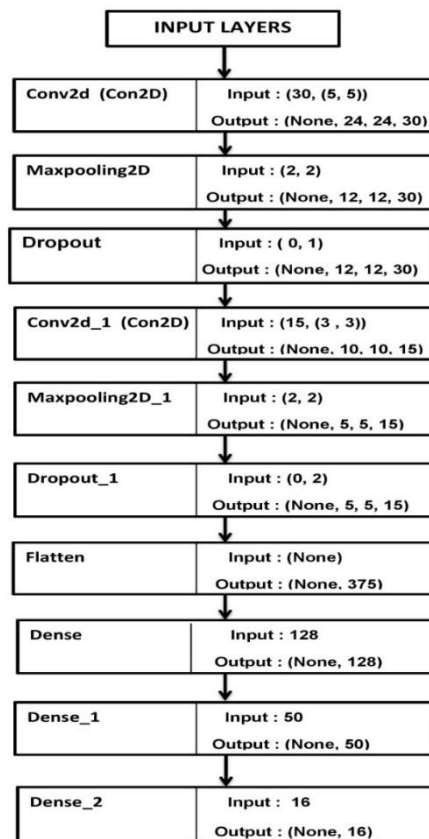 INPUT LAYERS
Conv2d (Con2D) Input : (30, (5, 5))
Output : (None, 24, 24, 30)
Maxpooling2D Input : (2, 2)
Output : (None, 12, 12, 30)
Dropout Input : ( 0, 1)
Output : (None, 12, 12, 30)
Conv2d_1 (Con2D) Input : (15, (3 , 3))
Output : (None, 10, 10, 15)
Maxpooling2D_1 Input : (2, 2)
Output : (None, 5, 5, 15)
Dropout_1 Input : (0, 2)
Output : (None, 5, 5, 15)
Flatten Input : (None)
Output : (None, 375)
Dense Input : 128
Output : (None, 128)
Dense_1 Input : 50
Output : (None, 50)
Dense_2 Input : 16
Output : (None, 16)